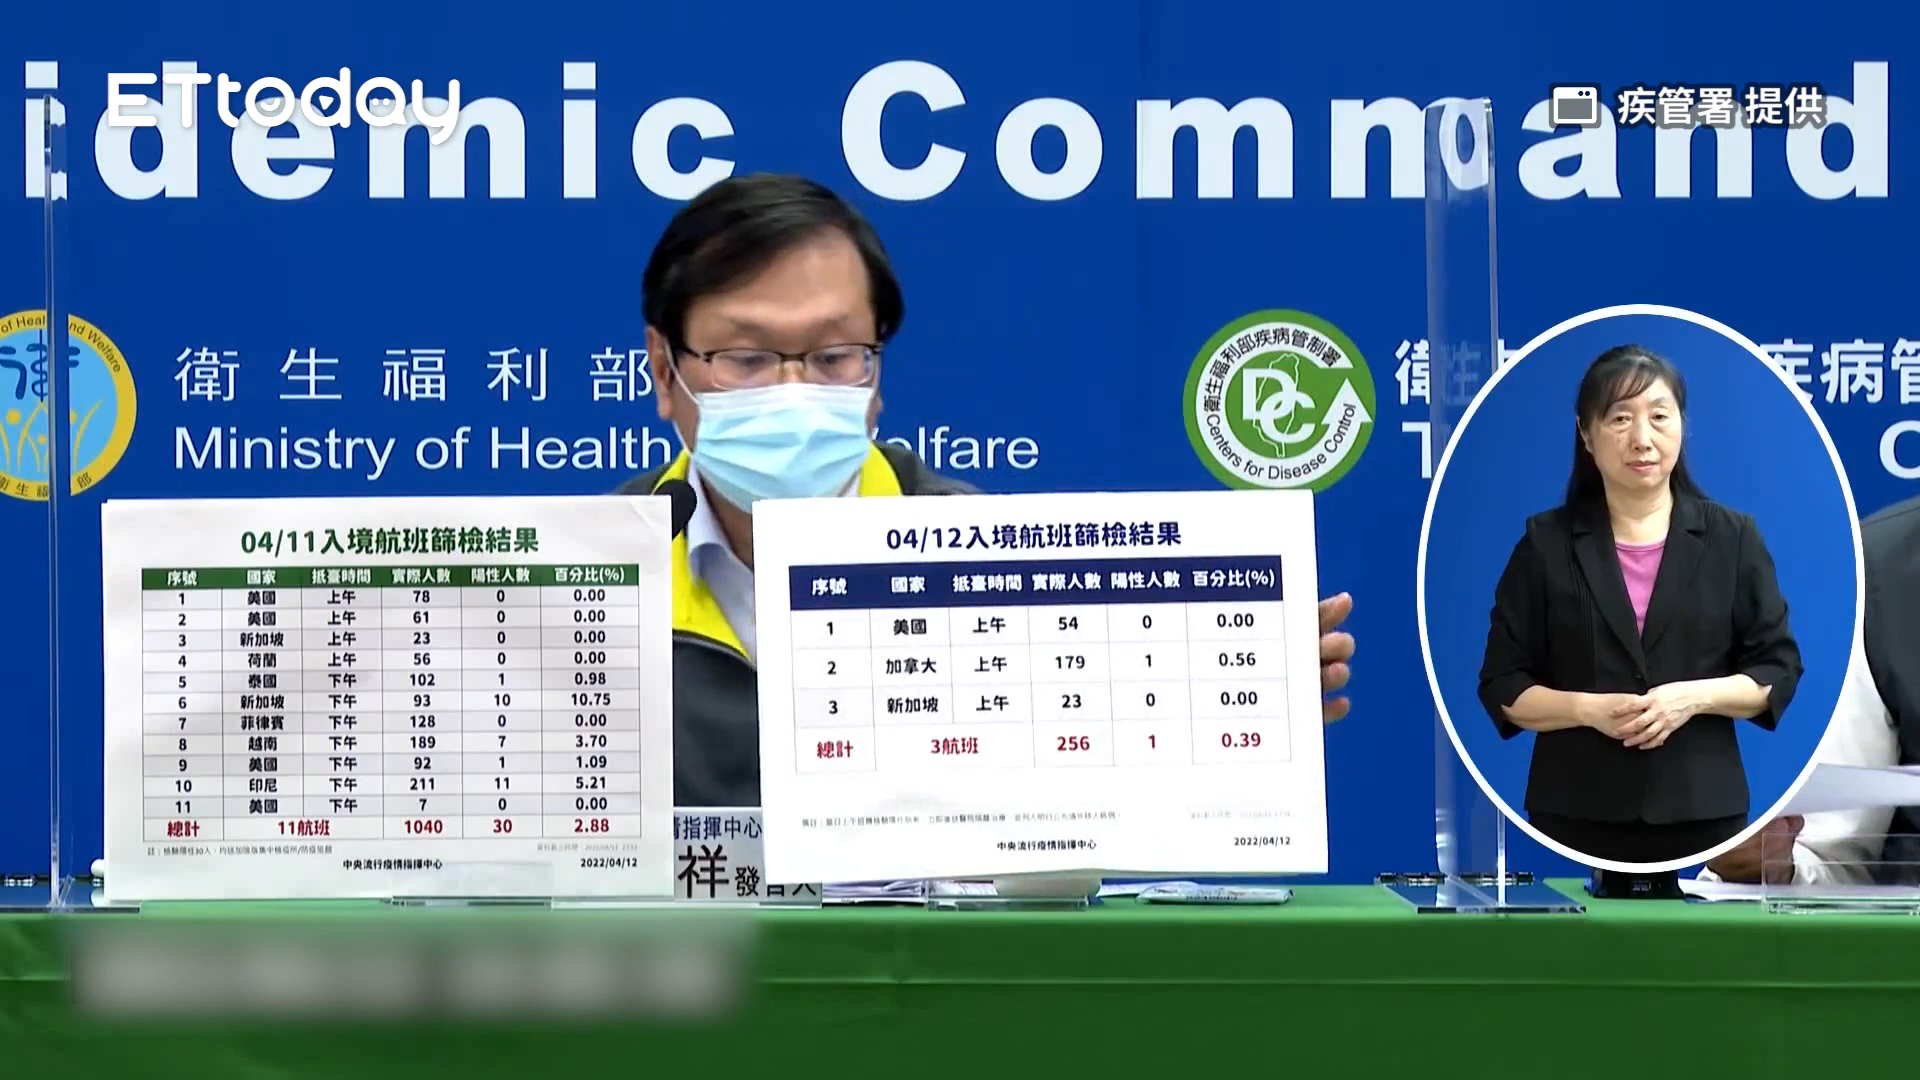 idemic Command
ETtoday
疾管署 提供
衛生福利部
Ministry of Health Welfare
of Health and Welfare
衛生福利部疾病管制署
CDC
Centers for Disease Control
疾病管
04/11入境航班篩檢結果
序號 國家 抵臺時間 實際人數 陽性人數 百分比(%)
1 美國 上午 78 0 0.00
2 美國 上午 61 0 0.00
3 新加坡 上午 23 0 0.00
4 荷蘭 上午 56 0 0.00
5 泰國 下午 102 1 0.98
6 新加坡 下午 93 10 10.75
7 菲律賓 下午 128 0 0.00
8 越南 下午 189 7 3.70
9 美國 下午 92 1 1.09
10 印尼 下午 211 11 5.21
11 美國 下午 7 0 0.00
總計 11航班 1040 30 2.88
中央流行疫情指揮中心
2022/04/12
04/12入境航班篩檢結果
序號 國家 抵臺時間 實際人數 陽性人數 百分比(%)
1 美國 上午 54 0 0.00
2 加拿大 上午 179 1 0.56
3 新加坡 上午 23 0 0.00
總計 3航班 256 1 0.39
中央流行疫情指揮中心
2022/04/12
情指揮中心
祥 發言人